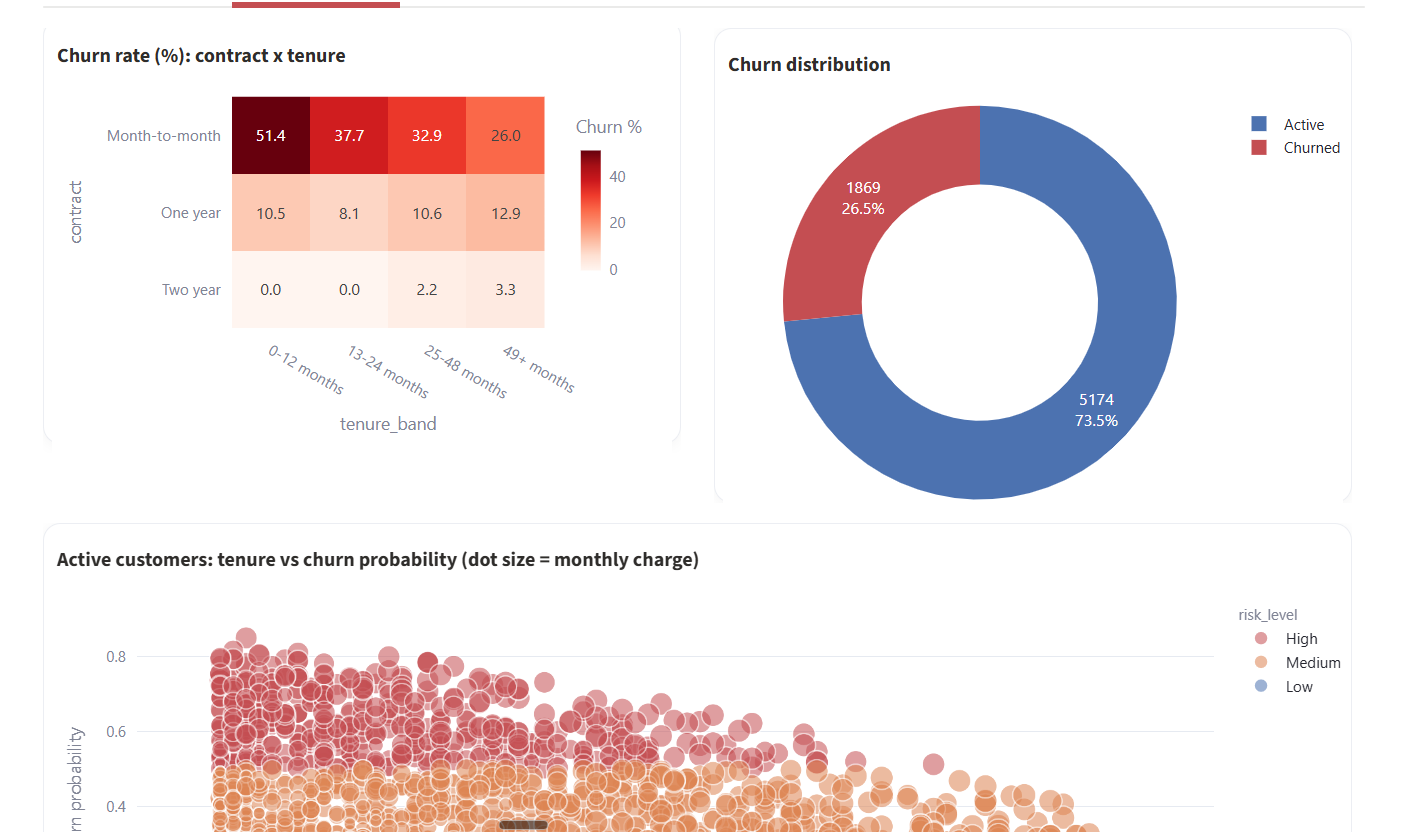 Churn rate (%): contract x tenure
Churn %
Month-to-month 51.4 37.7 32.9 26.0
40
One year 10.5 8.1 10.6 12.9
20
Two year 0.0 0.0 2.2 3.3
0
contract
0-12 months 13-24 months 25-48 months 49+ months
tenure_band
Churn distribution
Active
Churned
1869
26.5%
5174
73.5%
Active customers: tenure vs churn probability (dot size = monthly charge)
risk_level
High
Medium
Low
0.8
0.6
0.4
probability